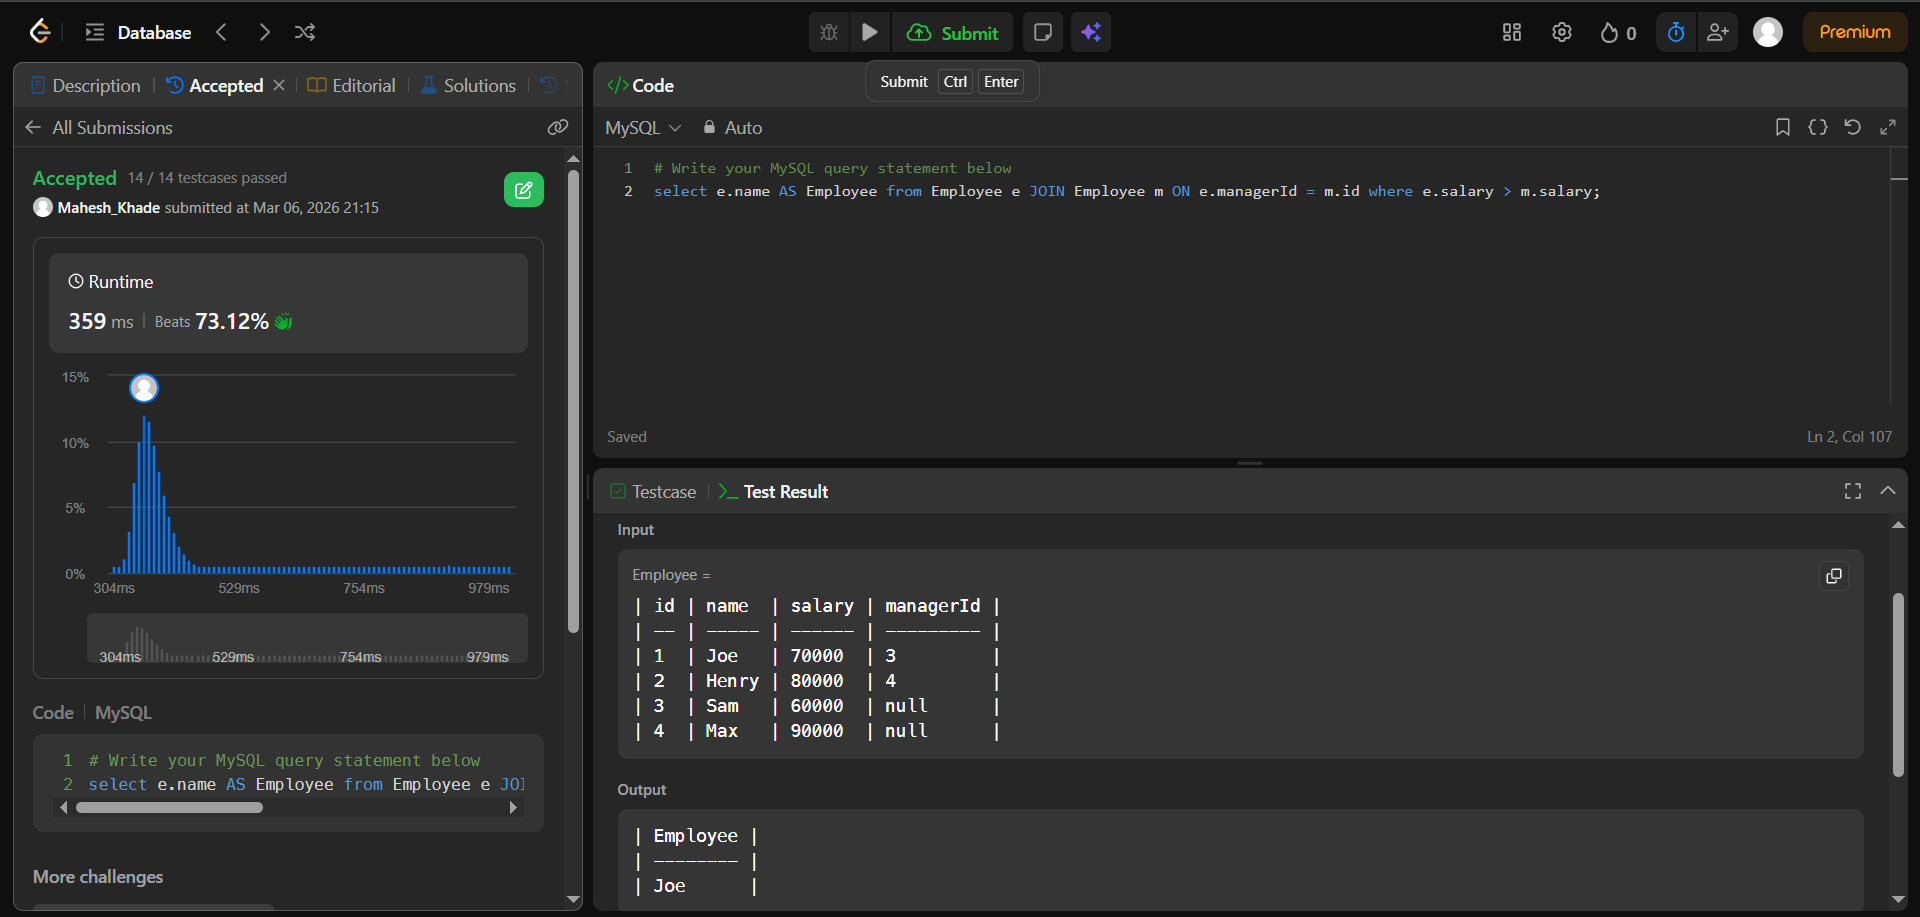 Database
Submit
0
Premium
Submit Ctrl Enter
Description
Accepted
Editorial
Solutions
All Submissions
Accepted 14 / 14 testcases passed
Mahesh_Khade submitted at Mar 06, 2026 21:15
Runtime
359 ms | Beats 73.12%
15%
10%
5%
0%
304ms 529ms 754ms 979ms
304ms 529ms 754ms 979ms
Code | MySQL
1 # Write your MySQL query statement below
2 select e.name AS Employee from Employee e JOI
More challenges
</> Code
MySQL Auto
1 # Write your MySQL query statement below
2 select e.name AS Employee from Employee e JOIN Employee m ON e.managerId = m.id where e.salary > m.salary;
Saved
Ln 2, Col 107
Testcase | >_ Test Result
Input
Employee =
| id | name | salary | managerId |
| -- | ----- | ------ | --------- |
| 1 | Joe | 70000 | 3 |
| 2 | Henry | 80000 | 4 |
| 3 | Sam | 60000 | null |
| 4 | Max | 90000 | null |
Output
| Employee |
| -------- |
| Joe |